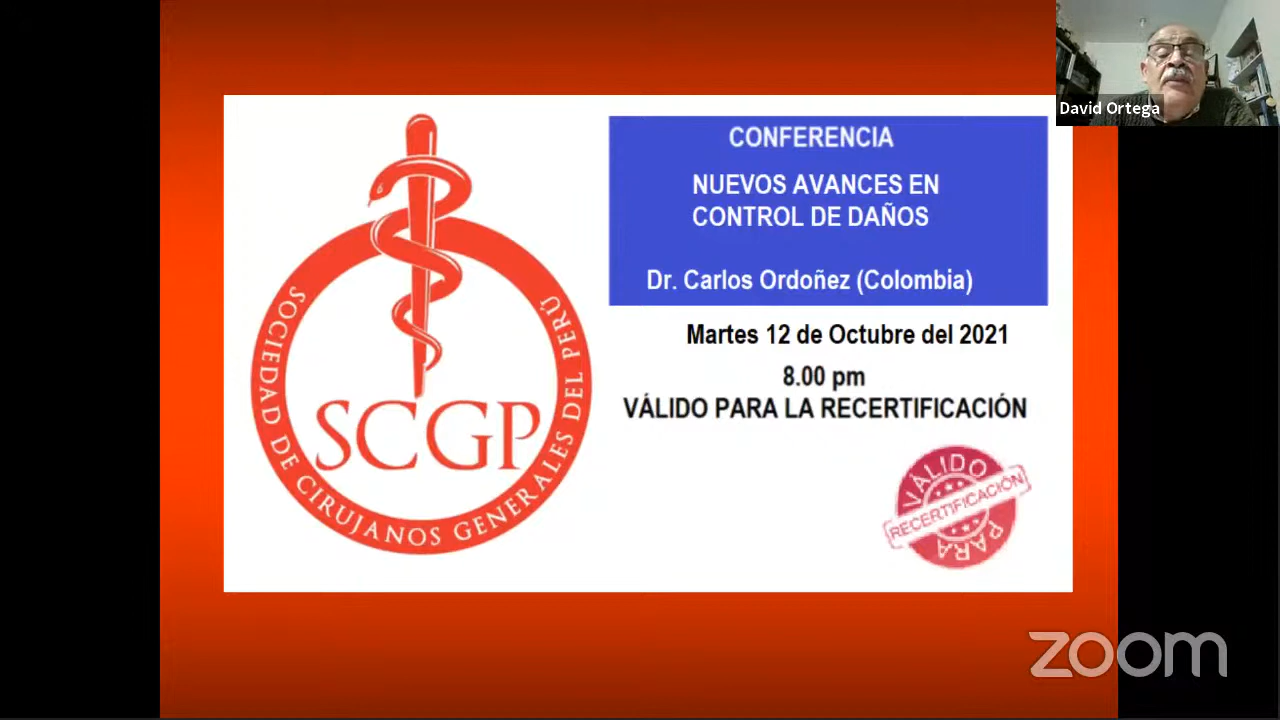 David Ortega
CONFERENCIA
NUEVOS AVANCES EN
CONTROL DE DAÑOS
Dr. Carlos Ordoñez (Colombia)
Martes 12 de Octubre del 2021
8.00 pm
VÁLIDO PARA LA RECERTIFICACIÓN
SOCIEDAD DE CIRUJANOS GENERALES DEL PERÚ
SCGP
VÁLIDO
RECERTIFICACIÓN
PARA
zoom